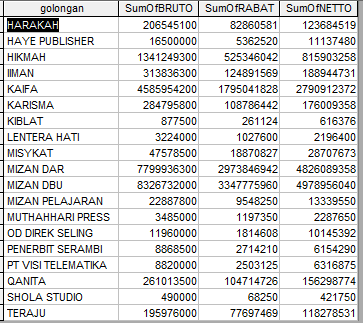 golongan SumOfBRUTO SumOfRABAT SumOfNETTO
HARAKAH 206545100 82860581 123684519
HAYE PUBLISHER 16500000 5362520 11137480
HIKMAH 1341249300 525346042 815903258
IIMAN 313836300 124891569 188944731
KAIFA 4585954200 1795041828 2790912372
KARISMA 284795800 108786442 176009358
KIBLAT 877500 261124 616376
LENTERA HATI 3224000 1027600 2196400
MISYKAT 47578500 18870827 28707673
MIZAN DAR 7799936300 2973846942 4826089358
MIZAN DBU 8326732000 3347775960 4978956040
MIZAN PELAJARAN 22887800 9548250 13339550
MUTHAHHARI PRESS 3485000 1197350 2287650
OD DIREK SELING 11960000 1814608 10145392
PENERBIT SERAMBI 8868500 2714210 6154290
PT VISI TELEMATIKA 8820000 2503125 6316875
QANITA 261013500 104714726 156298774
SHOLA STUDIO 490000 68250 421750
TERAJU 195976000 77697469 118278531